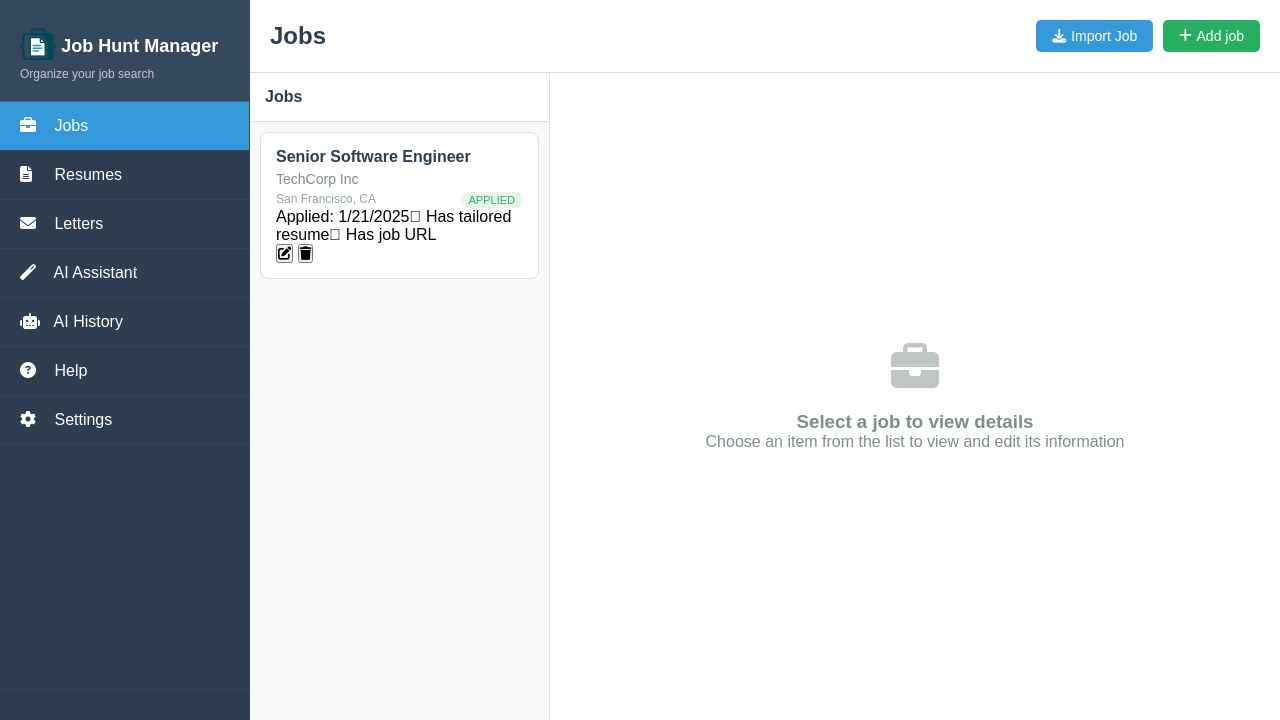 Job Hunt Manager
Organize your job search
Jobs
Resumes
Letters
AI Assistant
AI History
Help
Settings
Jobs
Import Job
Add job
Jobs
Senior Software Engineer
TechCorp Inc
San Francisco, CA
APPLIED
Applied: 1/21/2025 Has tailored
resume Has job URL
Select a job to view details
Choose an item from the list to view and edit its information